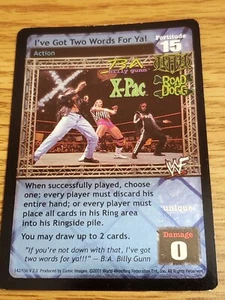 I've Got Two Words For Ya!
Fortitude
15
Action
B.A.
Billy Gunn
X-Pac
ROAD
DOGG
WF
When successfully played, choose
one; every player must discard his
entire hand; or every player must
place all cards in his Ring area
into his Ringside pile.
unique
You may draw up to 2 cards.
Damage
0
"If you're not down with that, I've got
two words for ya!!!" – B.A. Billy Gunn